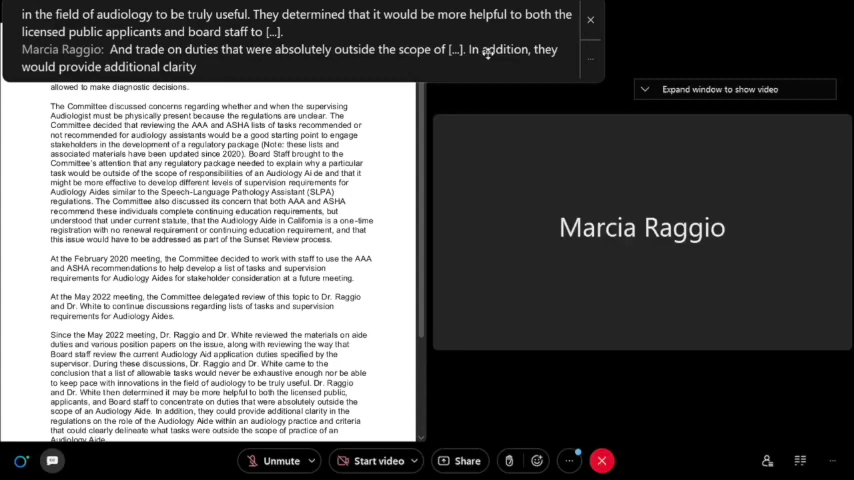 in the field of audiology to be truly useful. They determined that it would be more helpful to both the
licensed public applicants and board staff to [...].
Marcia Raggio: And trade on duties that were absolutely outside the scope of [...]. In addition, they
would provide additional clarity
Expand window to show video
allowed to make diagnostic decisions.
The Committee discussed concerns regarding whether and when the supervising
Audiologist must be physically present because the regulations are unclear. The
Committee decided that reviewing the AAA and ASHA lists of tasks recommended or
not recommended for audiology assistants would be a good starting point to engage
stakeholders in the development of a regulatory package (Note: these lists and
associated materials have been updated since 2020). Board Staff brought to the
Committee's attention that any regulatory package needed to explain why a particular
task would be outside of the scope of responsibilities of an Audiology Aide and that it
might be more effective to develop different levels of supervision requirements for
Audiology Aides similar to the Speech-Language Pathology Assistant (SLPA)
regulations. The Committee also discussed its concern that both AAA and ASHA
recommend these individuals complete continuing education requirements, but
understood that under current statute, that the Audiology Aide in California is a one-time
registration with no renewal requirement or continuing education requirement, and that
this issue would have to be addressed as part of the Sunset Review process.
At the February 2020 meeting, the Committee decided to work with staff to use the AAA
and ASHA recommendations to help develop a list of tasks and supervision
requirements for Audiology Aides for stakeholder consideration at a future meeting.
At the May 2022 meeting, the Committee delegated review of this topic to Dr. Raggio
and Dr. White to continue discussions regarding lists of tasks and supervision
requirements for Audiology Aides.
Since the May 2022 meeting, Dr. Raggio and Dr. White reviewed the materials on aide
duties and various position papers on the issue, along with reviewing the way that
Board staff review the current Audiology Aid application duties specified by the
supervisor. During these discussions, Dr. Raggio and Dr. White came to the
conclusion that a list of allowable tasks would never be exhaustive enough nor be able
to keep pace with innovations in the field of audiology to be truly useful. Dr. Raggio
and Dr. White then determined it may be more helpful to both the licensed public,
applicants, and Board staff to concentrate on duties that were absolutely outside the
scope of an Audiology Aide. In addition, they could provide additional clarity in the
regulations on the role of the Audiology Aide within an audiology practice and criteria
that could clearly delineate what tasks were outside the scope of practice of an
Audiology Aide.
Marcia Raggio
Unmute
Start video
Share